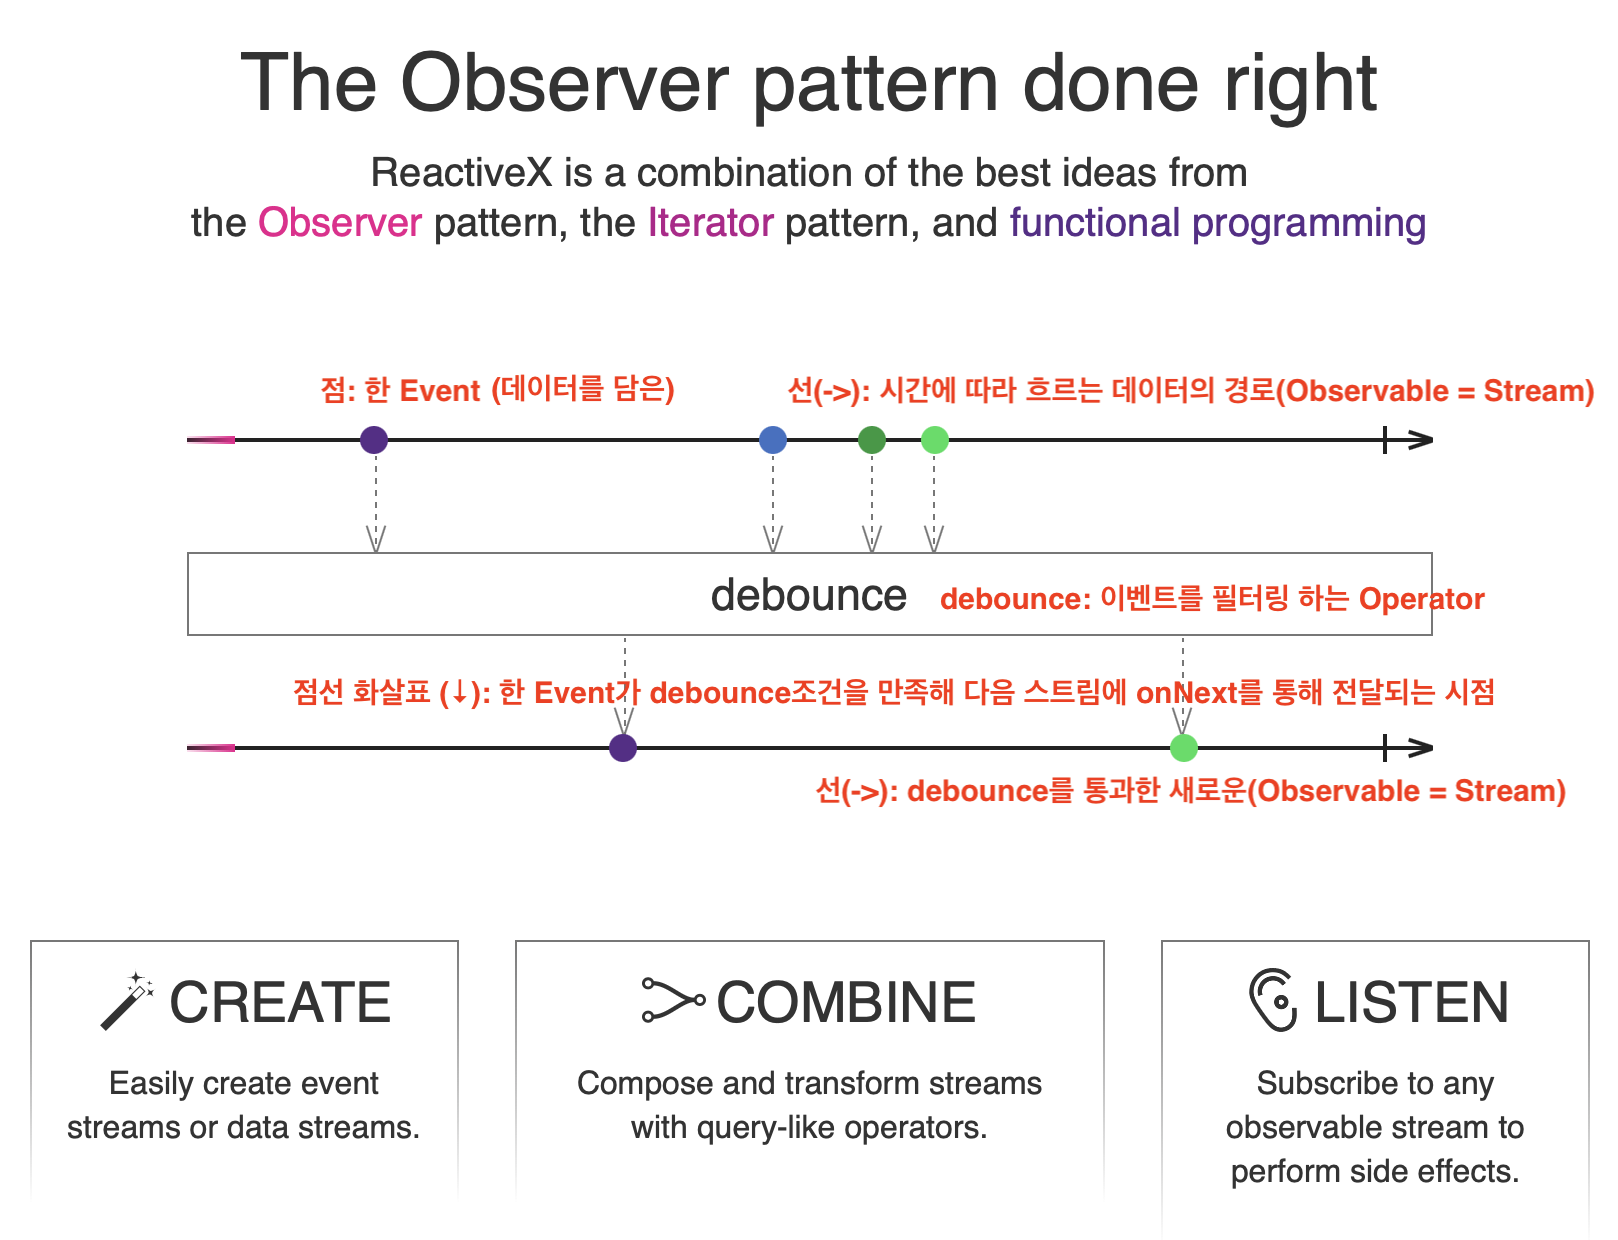 The Observer pattern done right
ReactiveX is a combination of the best ideas from
the Observer pattern, the Iterator pattern, and functional programming
점: 한 Event (데이터를 담은)
선(->): 시간에 따라 흐르는 데이터의 경로(Observable = Stream)
debounce
debounce: 이벤트를 필터링 하는 Operator
점선 화살표 (↓): 한 Event가 debounce조건을 만족해 다음 스트림에 onNext를 통해 전달되는 시점
선(->): debounce를 통과한 새로운(Observable = Stream)
CREATE
Easily create event
streams or data streams.
COMBINE
Compose and transform streams
with query-like operators.
LISTEN
Subscribe to any
observable stream to
perform side effects.